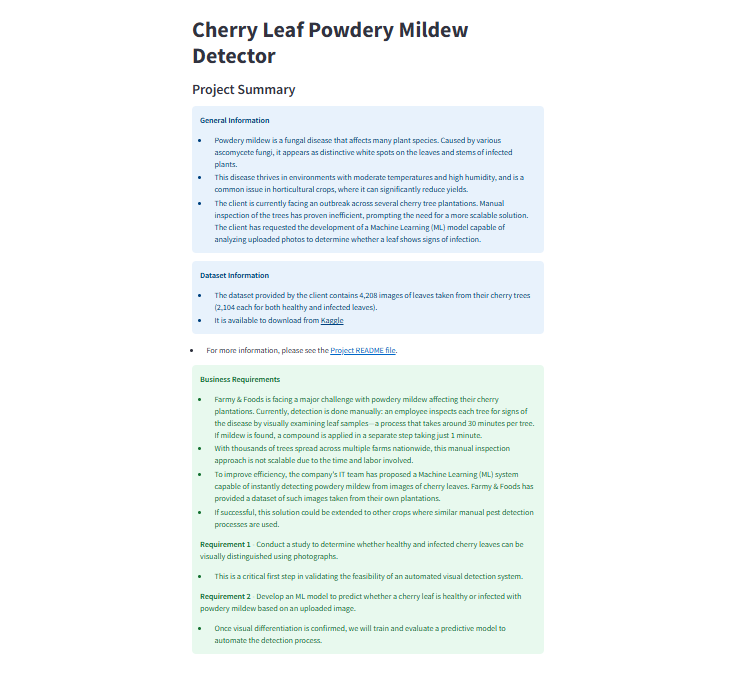 Cherry Leaf Powdery Mildew
Detector
Project Summary
General Information
• Powdery mildew is a fungal disease that affects many plant species. Caused by various
ascomycete fungi, it appears as distinctive white spots on the leaves and stems of infected
plants.
• This disease thrives in environments with moderate temperatures and high humidity, and is a
common issue in horticultural crops, where it can significantly reduce yields.
• The client is currently facing an outbreak across several cherry tree plantations. Manual
inspection of the trees has proven inefficient, prompting the need for a more scalable solution.
The client has requested the development of a Machine Learning (ML) model capable of
analyzing uploaded photos to determine whether a leaf shows signs of infection.
Dataset Information
• The dataset provided by the client contains 4,208 images of leaves taken from their cherry trees
(2,104 each for both healthy and infected leaves).
• It is available to download from Kaggle
• For more information, please see the Project README file.
Business Requirements
• Farmy & Foods is facing a major challenge with powdery mildew affecting their cherry
plantations. Currently, detection is done manually: an employee inspects each tree for signs of
the disease by visually examining leaf samples—a process that takes around 30 minutes per tree.
If mildew is found, a compound is applied in a separate step taking just 1 minute.
• With thousands of trees spread across multiple farms nationwide, this manual inspection
approach is not scalable due to the time and labor involved.
• To improve efficiency, the company's IT team has proposed a Machine Learning (ML) system
capable of instantly detecting powdery mildew from images of cherry leaves. Farmy & Foods has
provided a dataset of such images taken from their own plantations.
• If successful, this solution could be extended to other crops where similar manual pest detection
processes are used.
Requirement 1 - Conduct a study to determine whether healthy and infected cherry leaves can be
visually distinguished using photographs.
• This is a critical first step in validating the feasibility of an automated visual detection system.
Requirement 2 - Develop an ML model to predict whether a cherry leaf is healthy or infected with
powdery mildew based on an uploaded image.
• Once visual differentiation is confirmed, we will train and evaluate a predictive model to
automate the detection process.